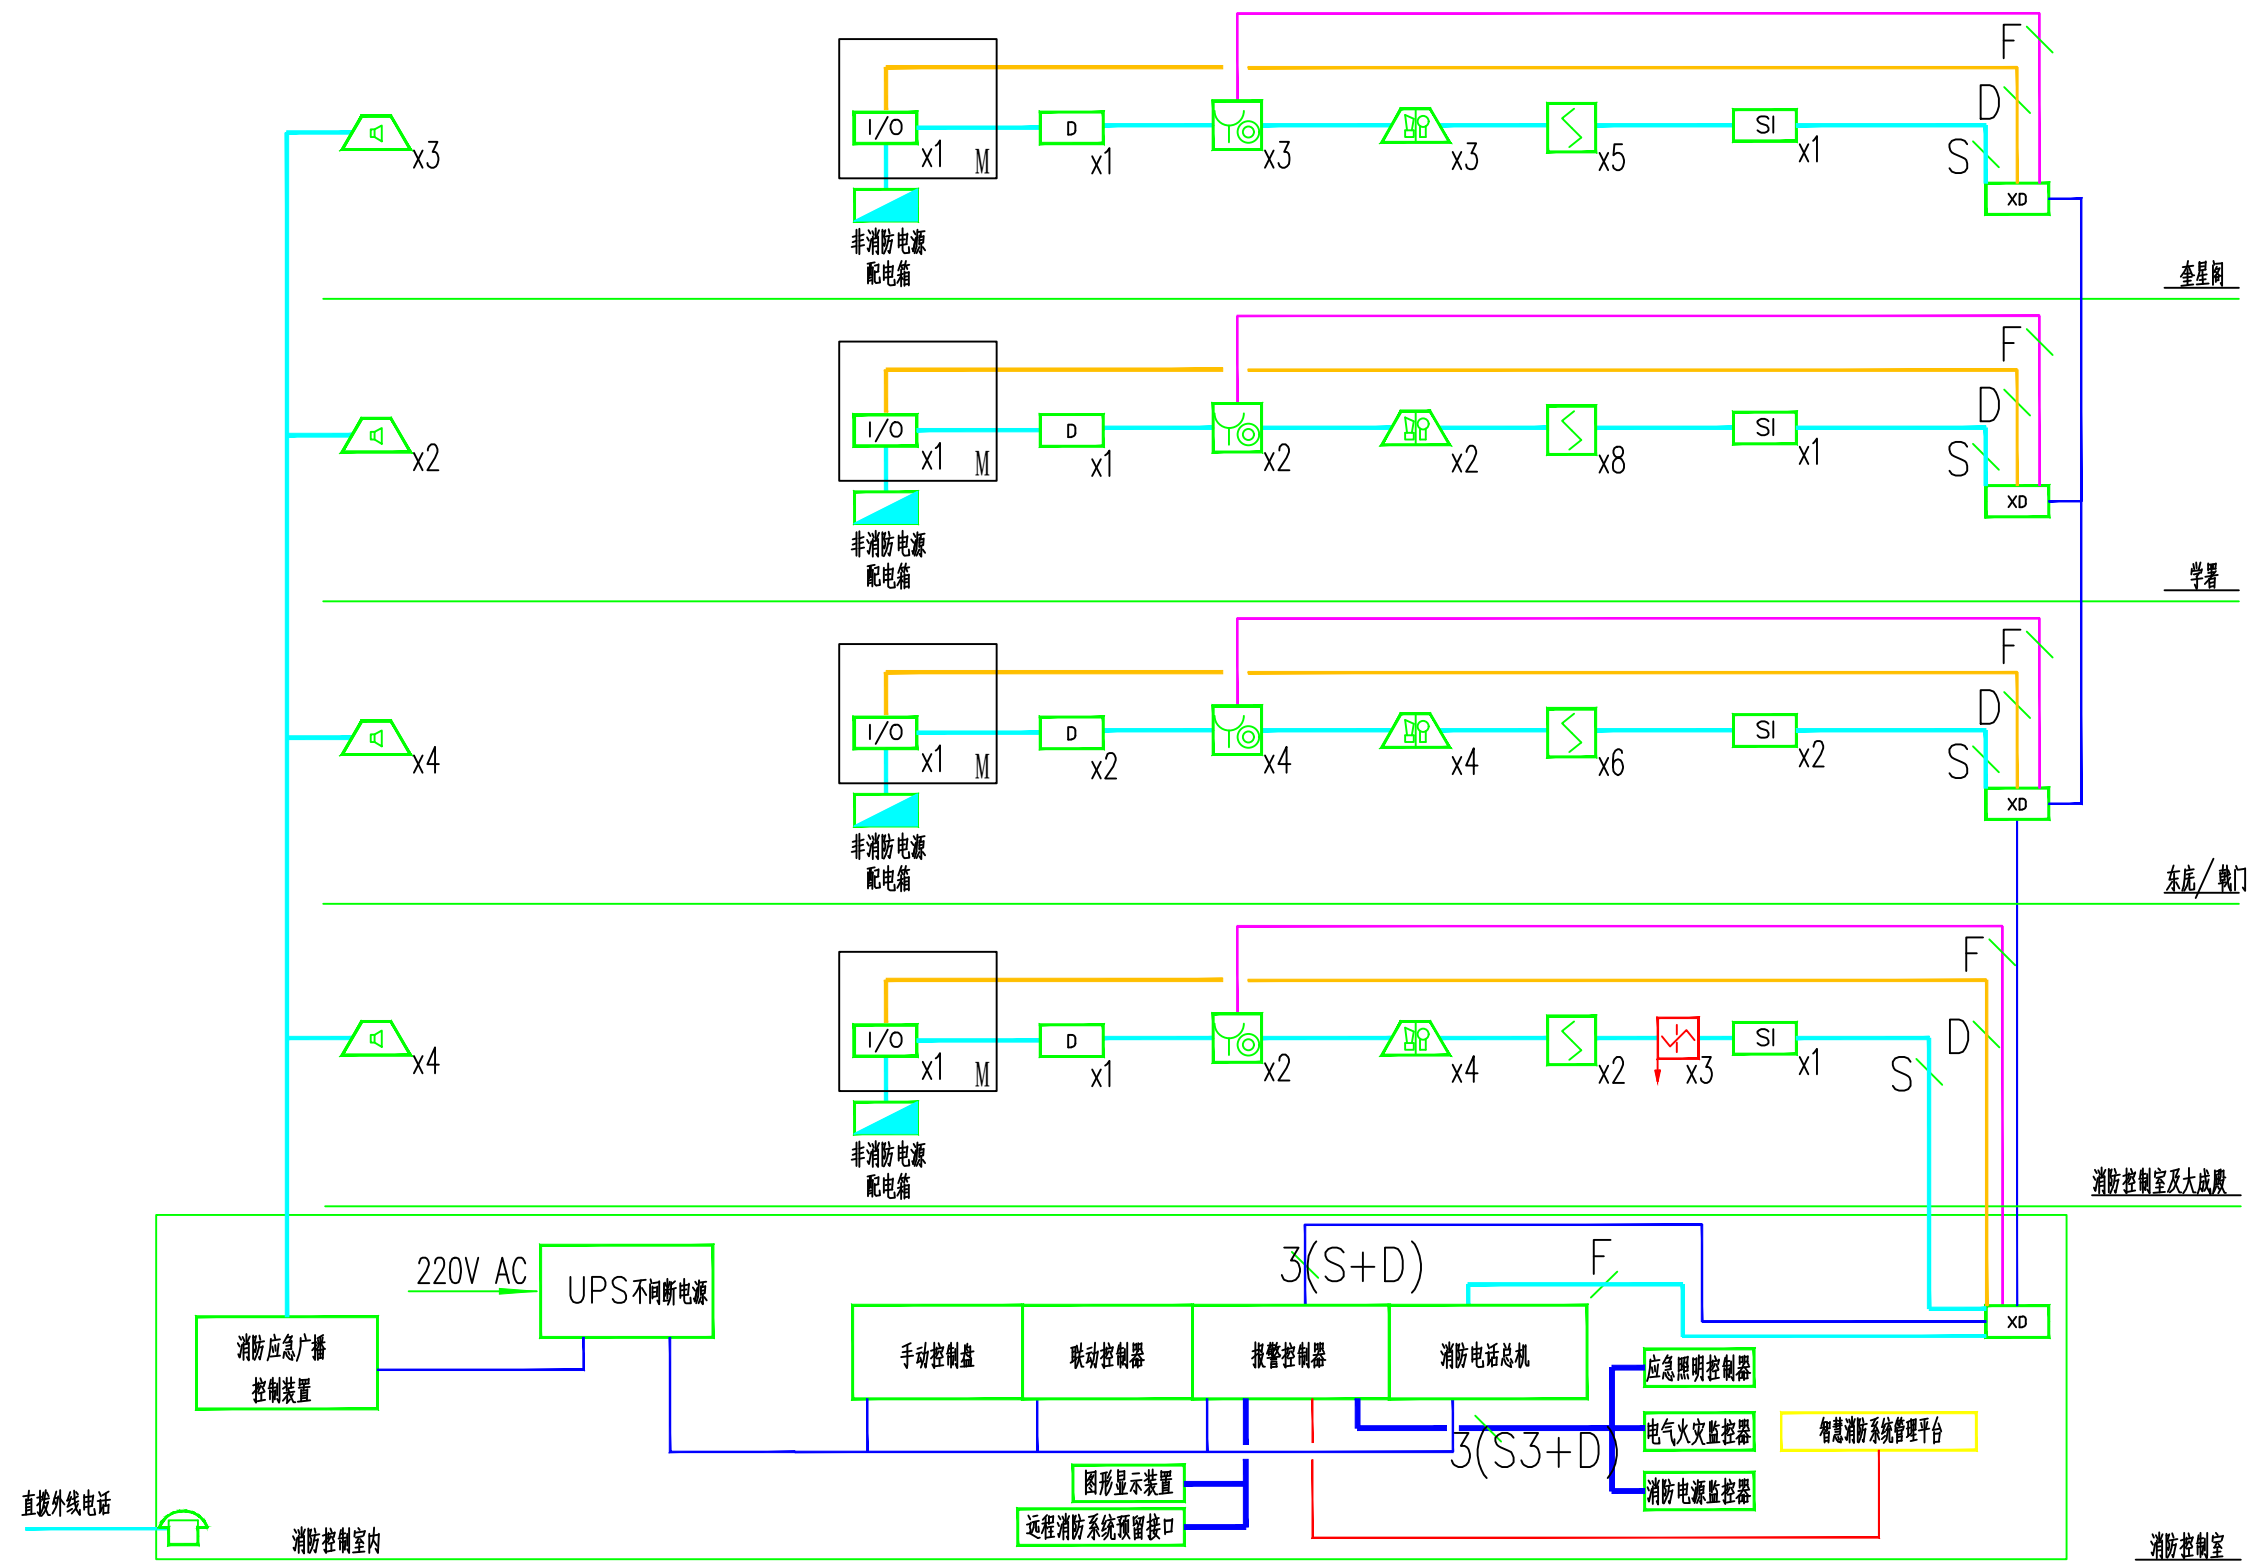 F
D
I/O
D
SI
x3
x1
M
x1
x3
x3
x5
x1
S
XD
非消防电源
配电箱
奎星阁
F
D
I/O
D
SI
x2
x1
M
x1
x2
x2
x8
x1
S
XD
非消防电源
配电箱
学署
F
D
I/O
D
SI
x4
x1
M
x2
x4
x4
x6
x2
S
XD
非消防电源
配电箱
东庑/戟门
F
D
I/O
D
SI
x4
x1
M
x1
x2
x4
x2
x3
x1
S
非消防电源
配电箱
消防控制室及大成殿
220V AC
UPS不间断电源
3(S+D)
F
XD
消防应急广播
控制装置
手动控制盘
联动控制器
报警控制器
消防电话总机
应急照明控制器
电气火灾监控器
智慧消防系统管理平台
3(S3+D)
图形显示装置
消防电源监控器
直拨外线电话
远程消防系统预留接口
消防控制室内
消防控制室